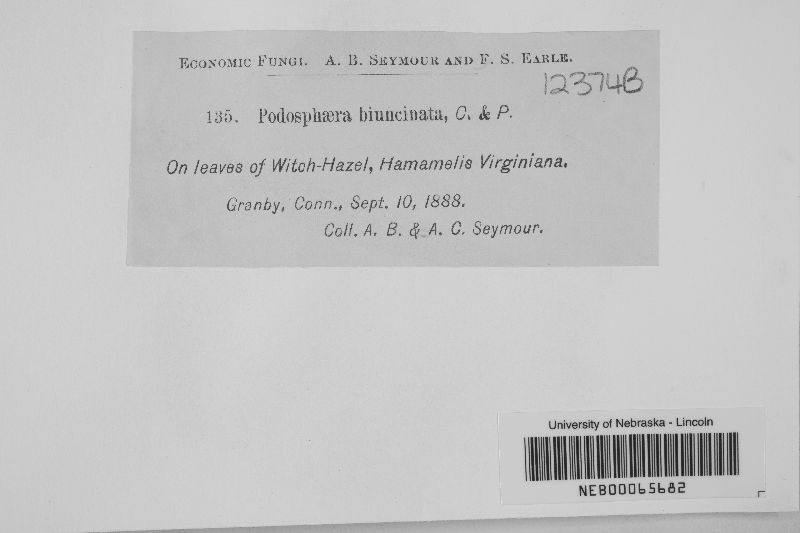 ECONOMIC FUNGI. A. B. SEYMOUR AND F. S. EARLE.
12374B
135. Podosphæra biuncinata, C. & P.
On leaves of Witch-Hazel, Hamamelis Virginiana.
Granby, Conn., Sept. 10, 1888.
Coll. A. B. & A. C. Seymour.
University of Nebraska - Lincoln
NEB00065682